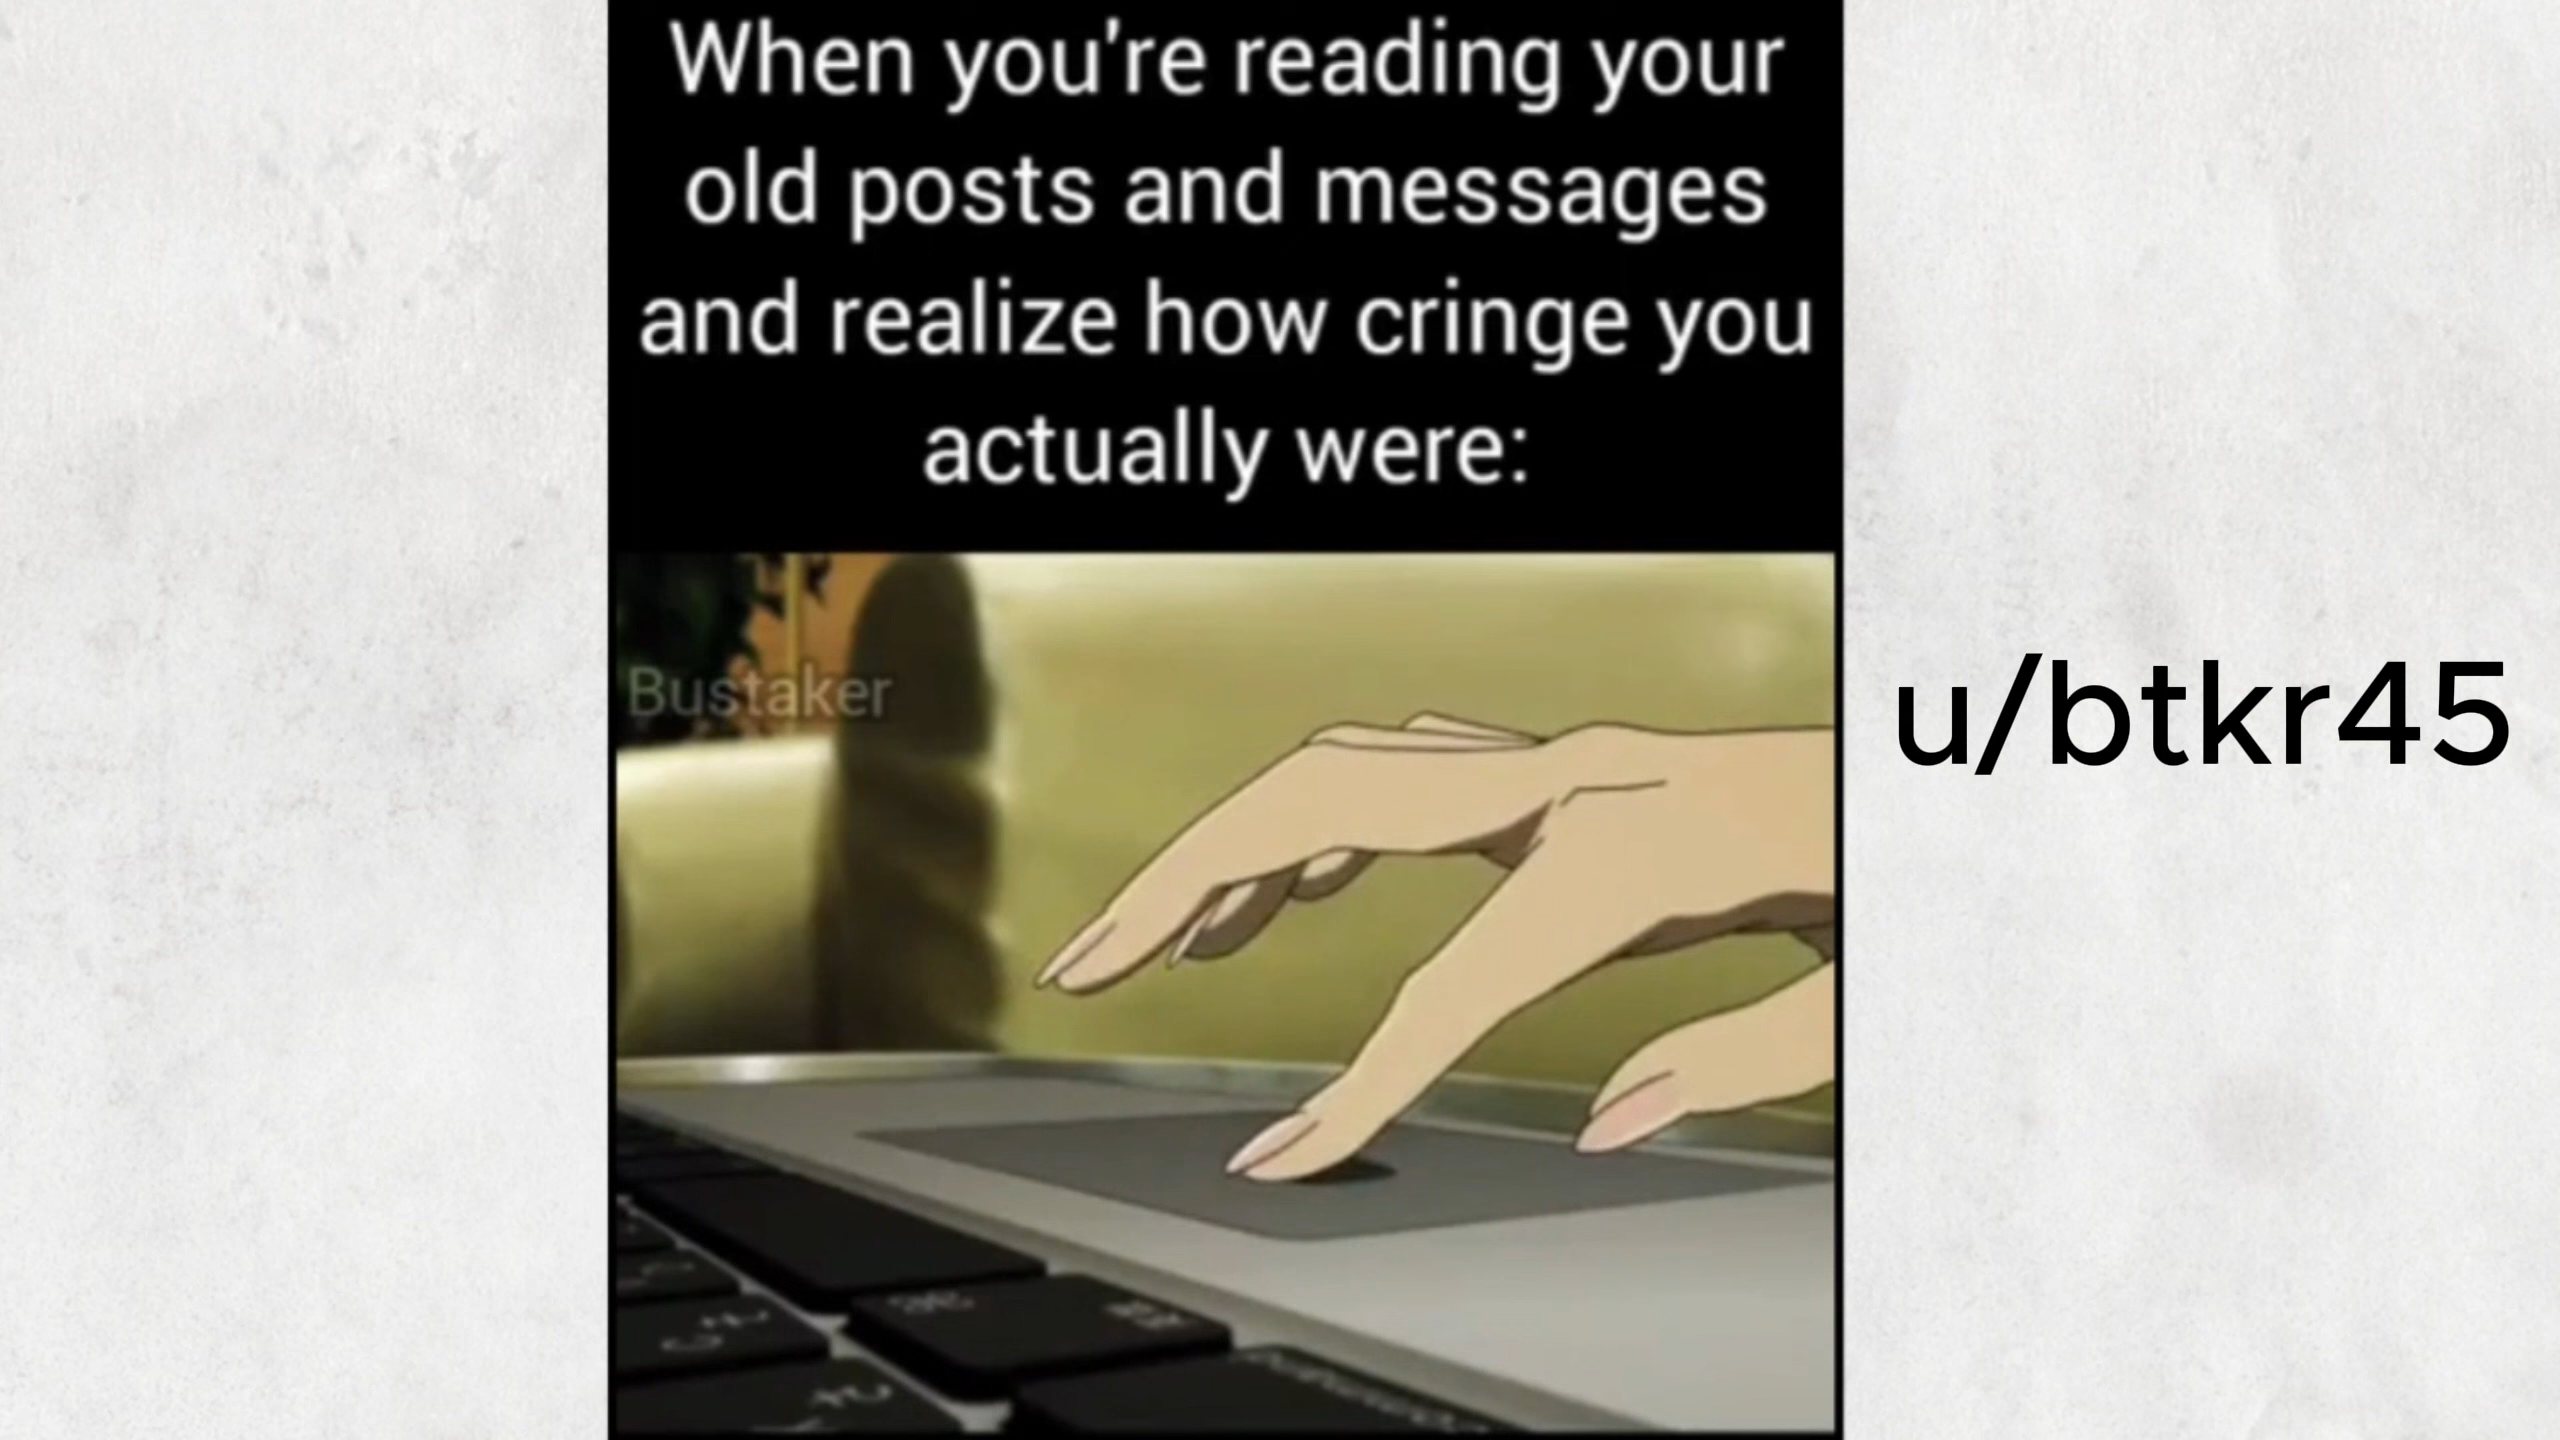 When you're reading your
old posts and messages
and realize how cringe you
actually were:
Bustaker
u/btkr45